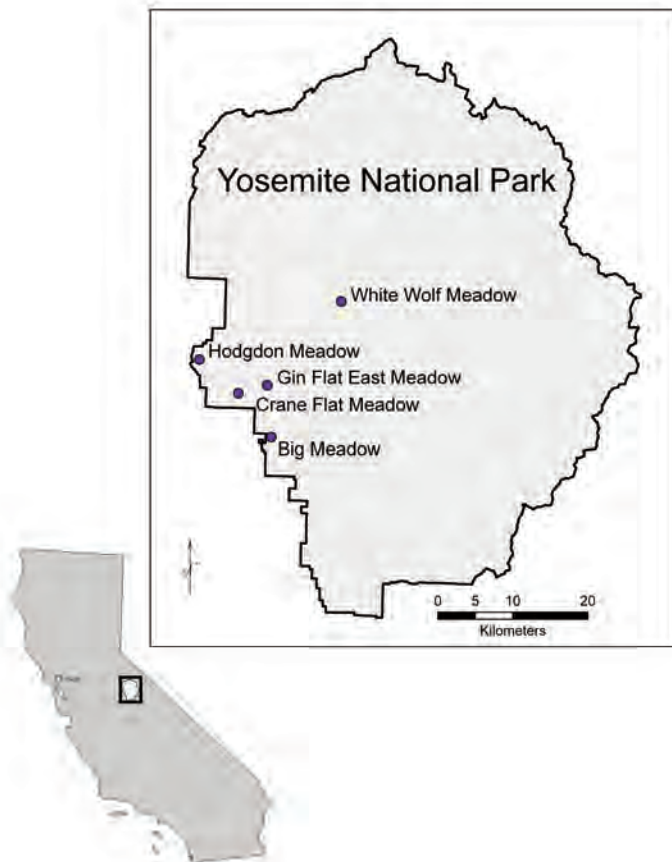 Yosemite National Park
White Wolf Meadow
Hodgdon Meadow
Gin Flat East Meadow
Crane Flat Meadow
Big Meadow
0 5 10 20
Kilometers